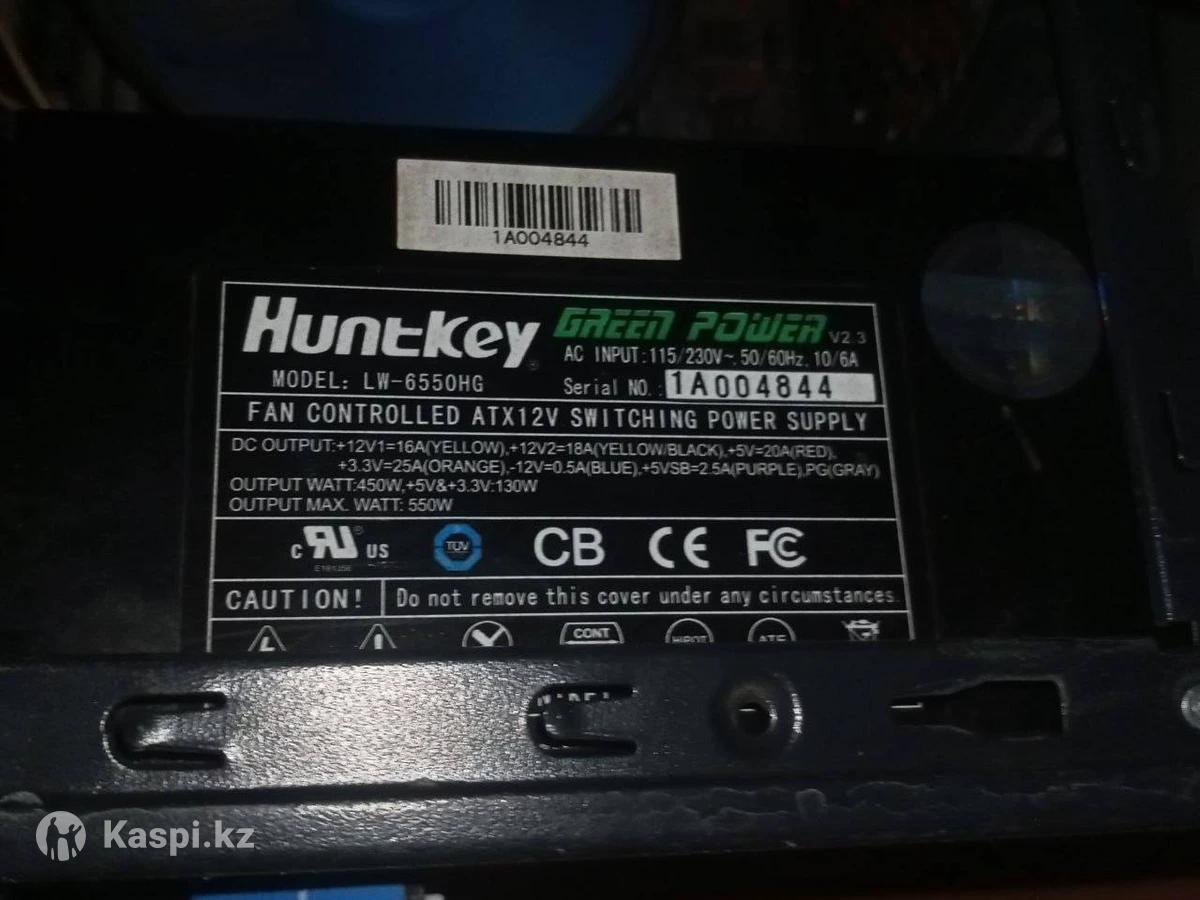 1A004844
Huntkey GREEN POWER V2.3
AC INPUT:115/230V~. 50/60Hz. 10/6A
MODEL: LW-6550HG Serial NO.: 1A004844
FAN CONTROLLED ATX12V SWITCHING POWER SUPPLY
DC OUTPUT:+12V1=16A(YELLOW),+12V2=18A(YELLOW/BLACK),+5V=20A(RED),
+3.3V=25A(ORANGE),-12V=0.5A(BLUE),+5VSB=2.5A(PURPLE),PG(GRAY)
OUTPUT WATT:450W,+5V&+3.3V:130W
OUTPUT MAX. WATT: 550W
C RU US TUV CB CE FC
CAUTION! Do not remove this cover under any circumstances.
CONT HIPOT ATE
Kaspi.kz